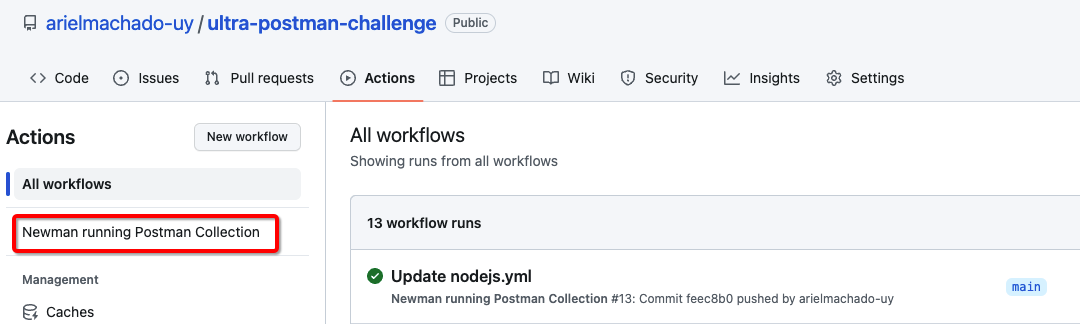 arielmachado-uy / ultra-postman-challenge Public
Code Issues Pull requests Actions Projects Wiki Security Insights Settings
Actions New workflow
All workflows
Newman running Postman Collection
Management
Caches
All workflows
Showing runs from all workflows
13 workflow runs
Update nodejs.yml
Newman running Postman Collection #13: Commit feec8b0 pushed by arielmachado-uy
main